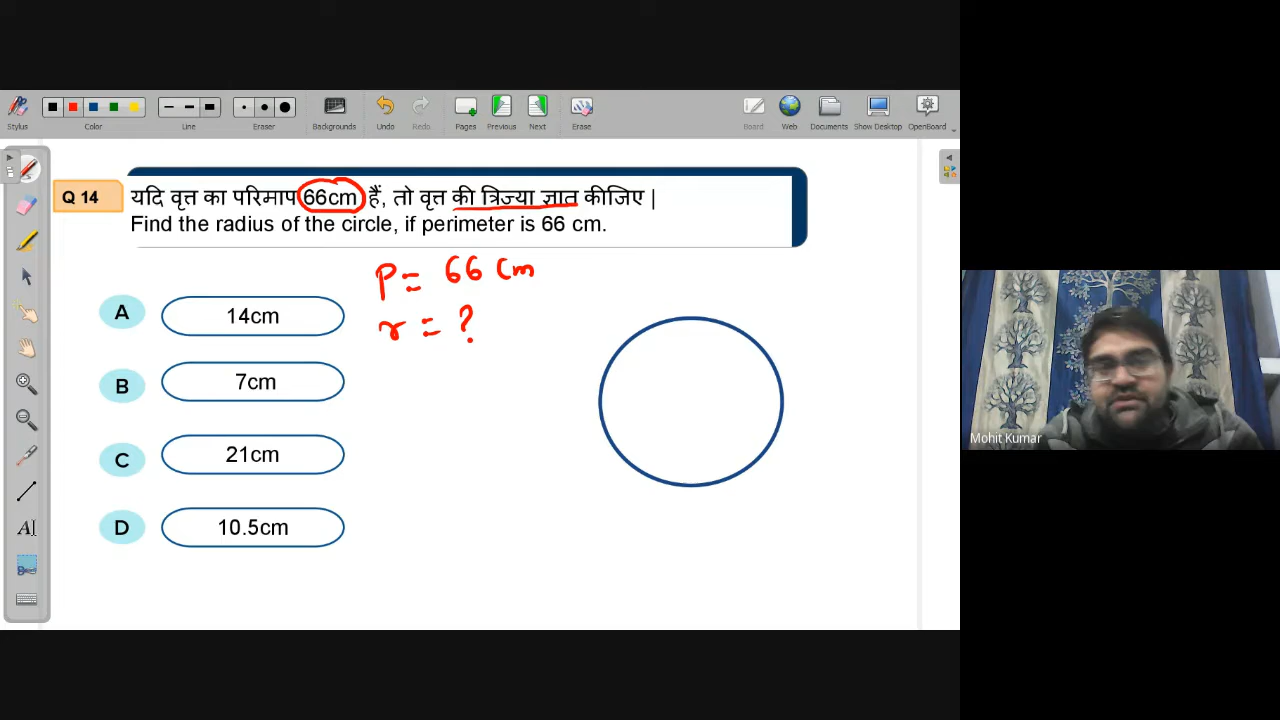 Stylus Color Line Eraser Backgrounds Undo Redo Pages Previous Next Erase Board Web Documents Show Desktop OpenBoard
Q 14
यदि वृत्त का परिमाप 66cm हैं, तो वृत्त की त्रिज्या ज्ञात कीजिए |
Find the radius of the circle, if perimeter is 66 cm.
P = 66 cm
r = ?
A 14cm
B 7cm
C 21cm
D 10.5cm
Mohit Kumar